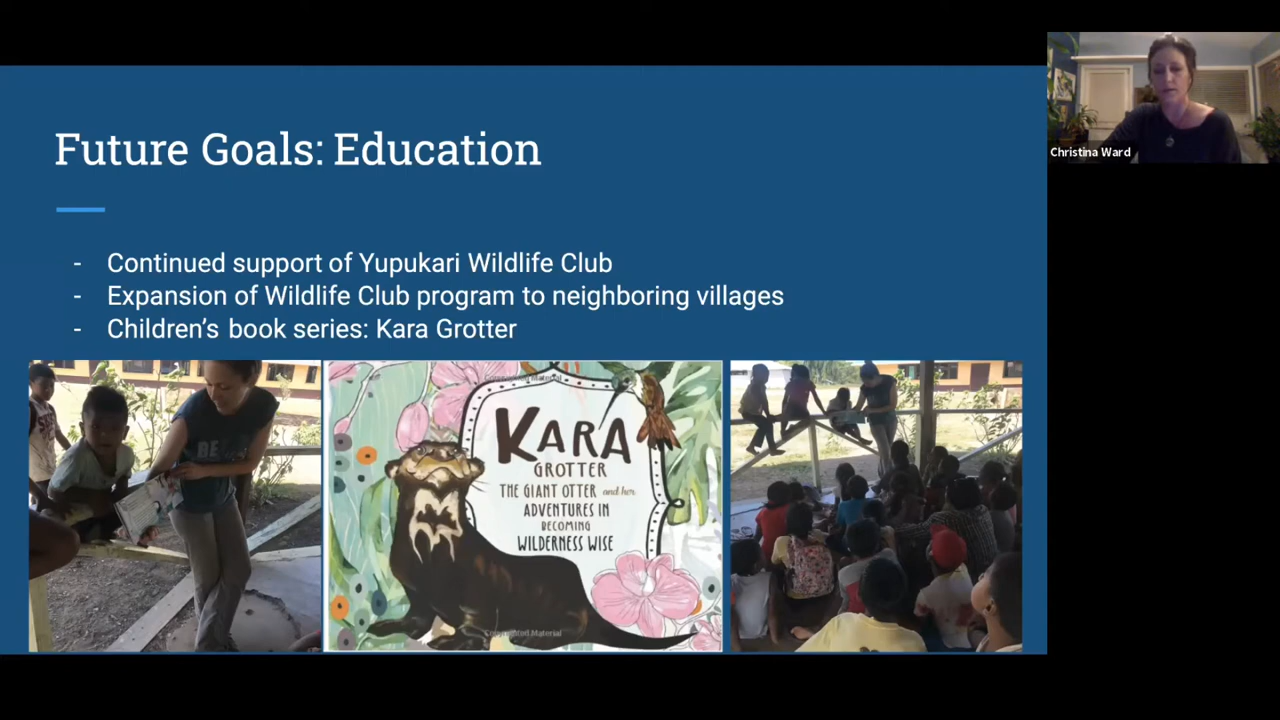 Future Goals: Education
- Continued support of Yupukari Wildlife Club
- Expansion of Wildlife Club program to neighboring villages
- Children’s book series: Kara Grotter
KARA
GROTTER
THE GIANT OTTER and her
ADVENTURES IN
BECOMING
WILDERNESS WISE
Copyrighted Material
Christina Ward